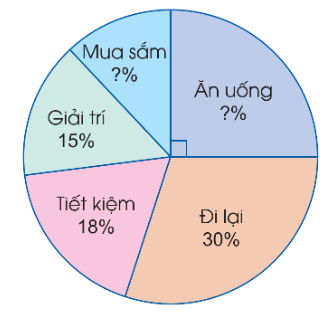 Mua sắm
?%
Ăn uống
?%
Giải trí
15%
Tiết kiệm
18%
Đi lại
30%